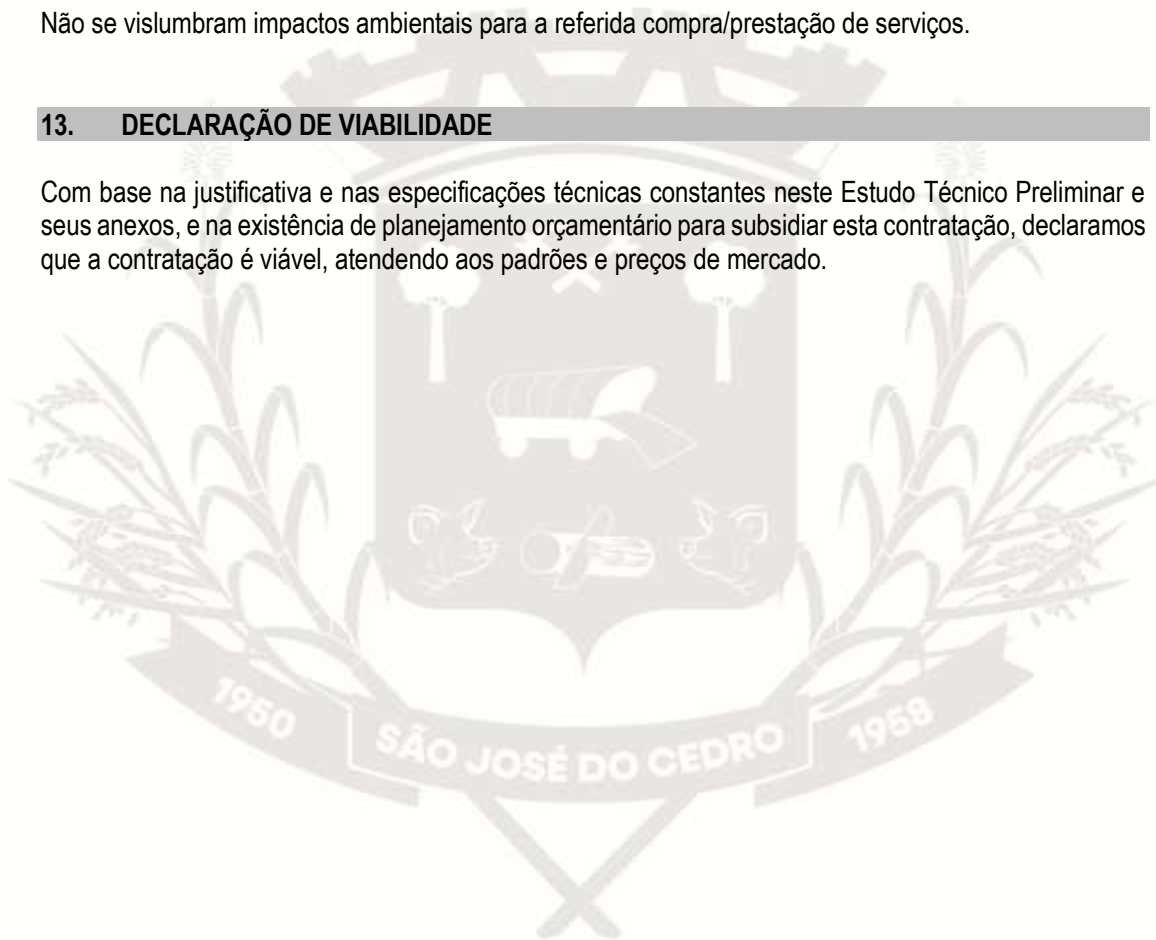 Não se vislumbram impactos ambientais para a referida compra/prestação de serviços.
13. DECLARAÇÃO DE VIABILIDADE
Com base na justificativa e nas especificações técnicas constantes neste Estudo Técnico Preliminar e
seus anexos, e na existência de planejamento orçamentário para subsidiar esta contratação, declaramos
que a contratação é viável, atendendo aos padrões e preços de mercado.
1950 SÃO JOSÉ DO CEDRO 1958